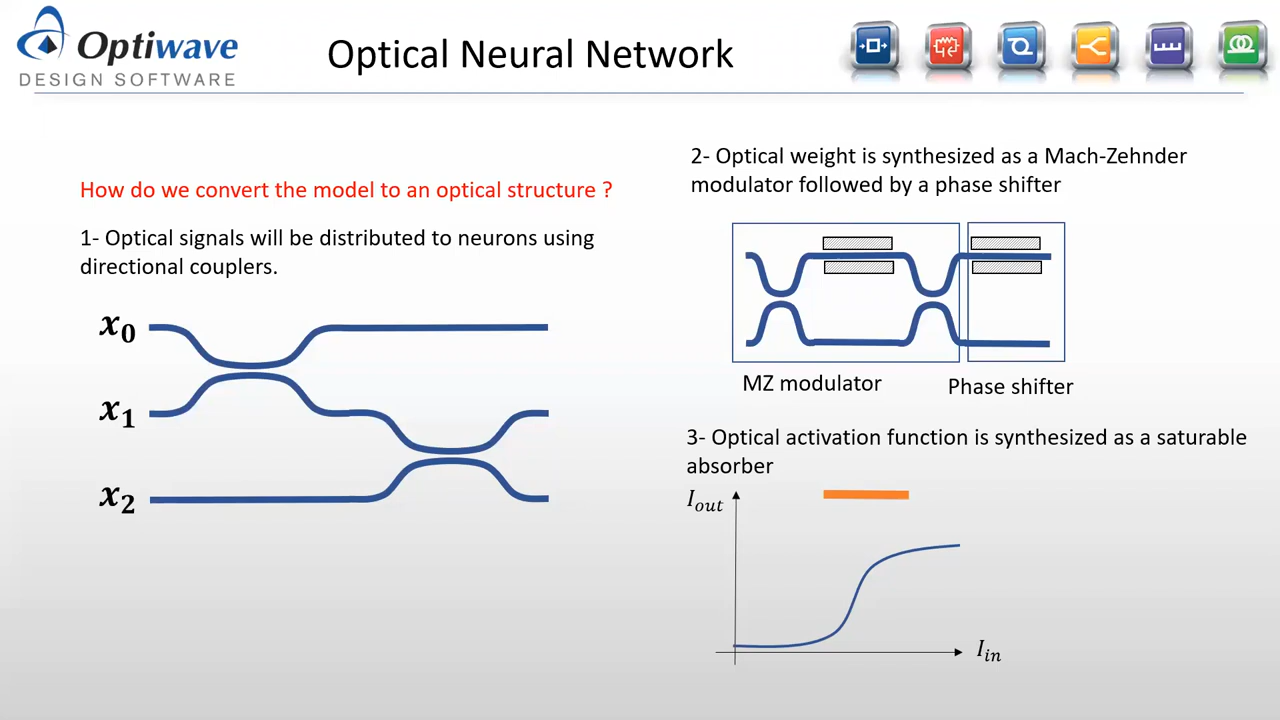 Optiwave
DESIGN SOFTWARE
Optical Neural Network
How do we convert the model to an optical structure ?
1- Optical signals will be distributed to neurons using
directional couplers.
x₀
x₁
x₂
2- Optical weight is synthesized as a Mach-Zehnder
modulator followed by a phase shifter
MZ modulator
Phase shifter
3- Optical activation function is synthesized as a saturable
absorber
I_out
I_in